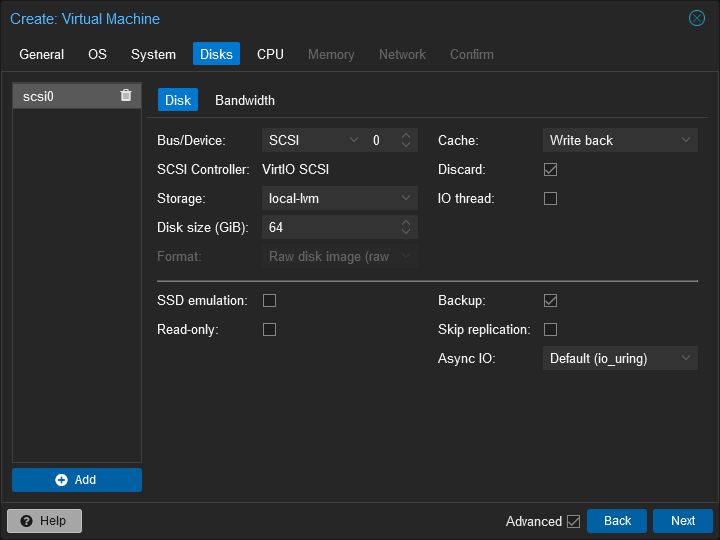 Create: Virtual Machine
General OS System Disks CPU Memory Network Confirm
scsi0
Disk Bandwidth
Bus/Device: SCSI 0 Cache: Write back
SCSI Controller: VirtIO SCSI Discard:
Storage: local-lvm IO thread:
Disk size (GiB): 64
Format: Raw disk image (raw
SSD emulation: Backup:
Read-only: Skip replication:
Async IO: Default (io_uring)
Add
Help Advanced Back Next